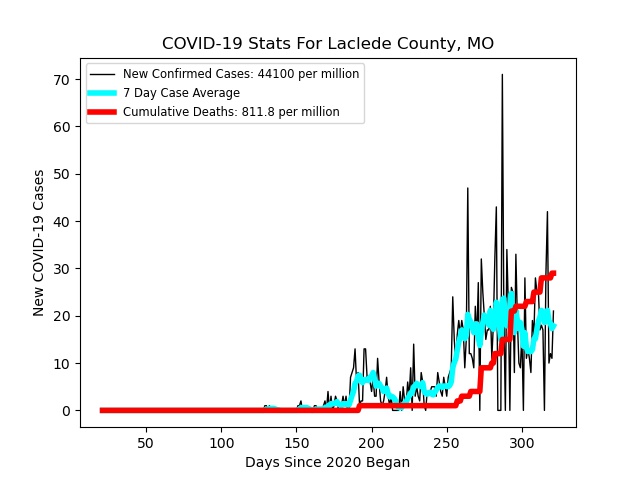 COVID-19 Stats For Laclede County, MO
New Confirmed Cases: 44100 per million
7 Day Case Average
Cumulative Deaths: 811.8 per million
New COVID-19 Cases
70
60
50
40
30
20
10
0
50 100 150 200 250 300
Days Since 2020 Began